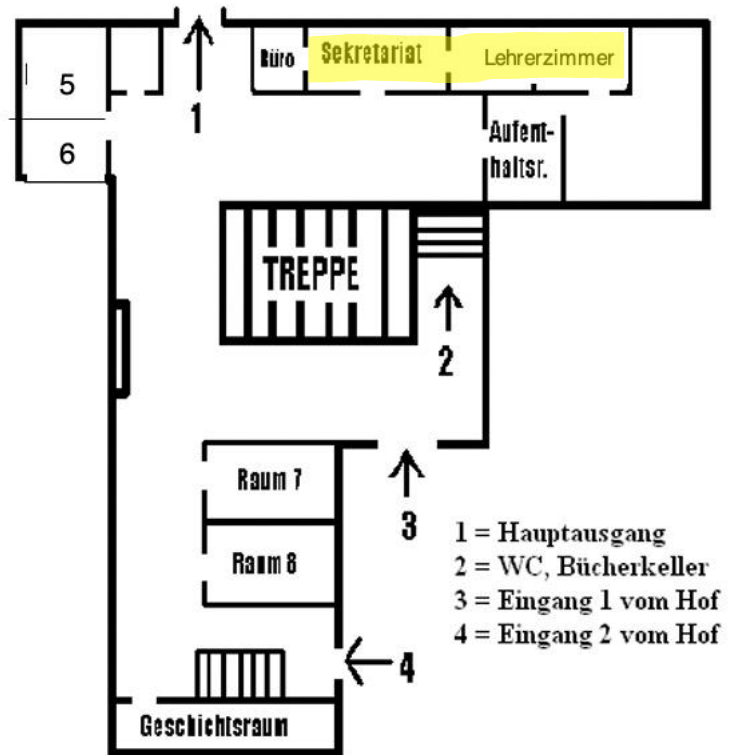 5
6
1
Büro
Sekretariat
Lehrerzimmer
Aufent-
haltsr.
TREPPE
2
Raum 7
3
Raum 8
4
Geschichtsraum
1 = Hauptausgang
2 = WC, Bücherkeller
3 = Eingang 1 vom Hof
4 = Eingang 2 vom Hof